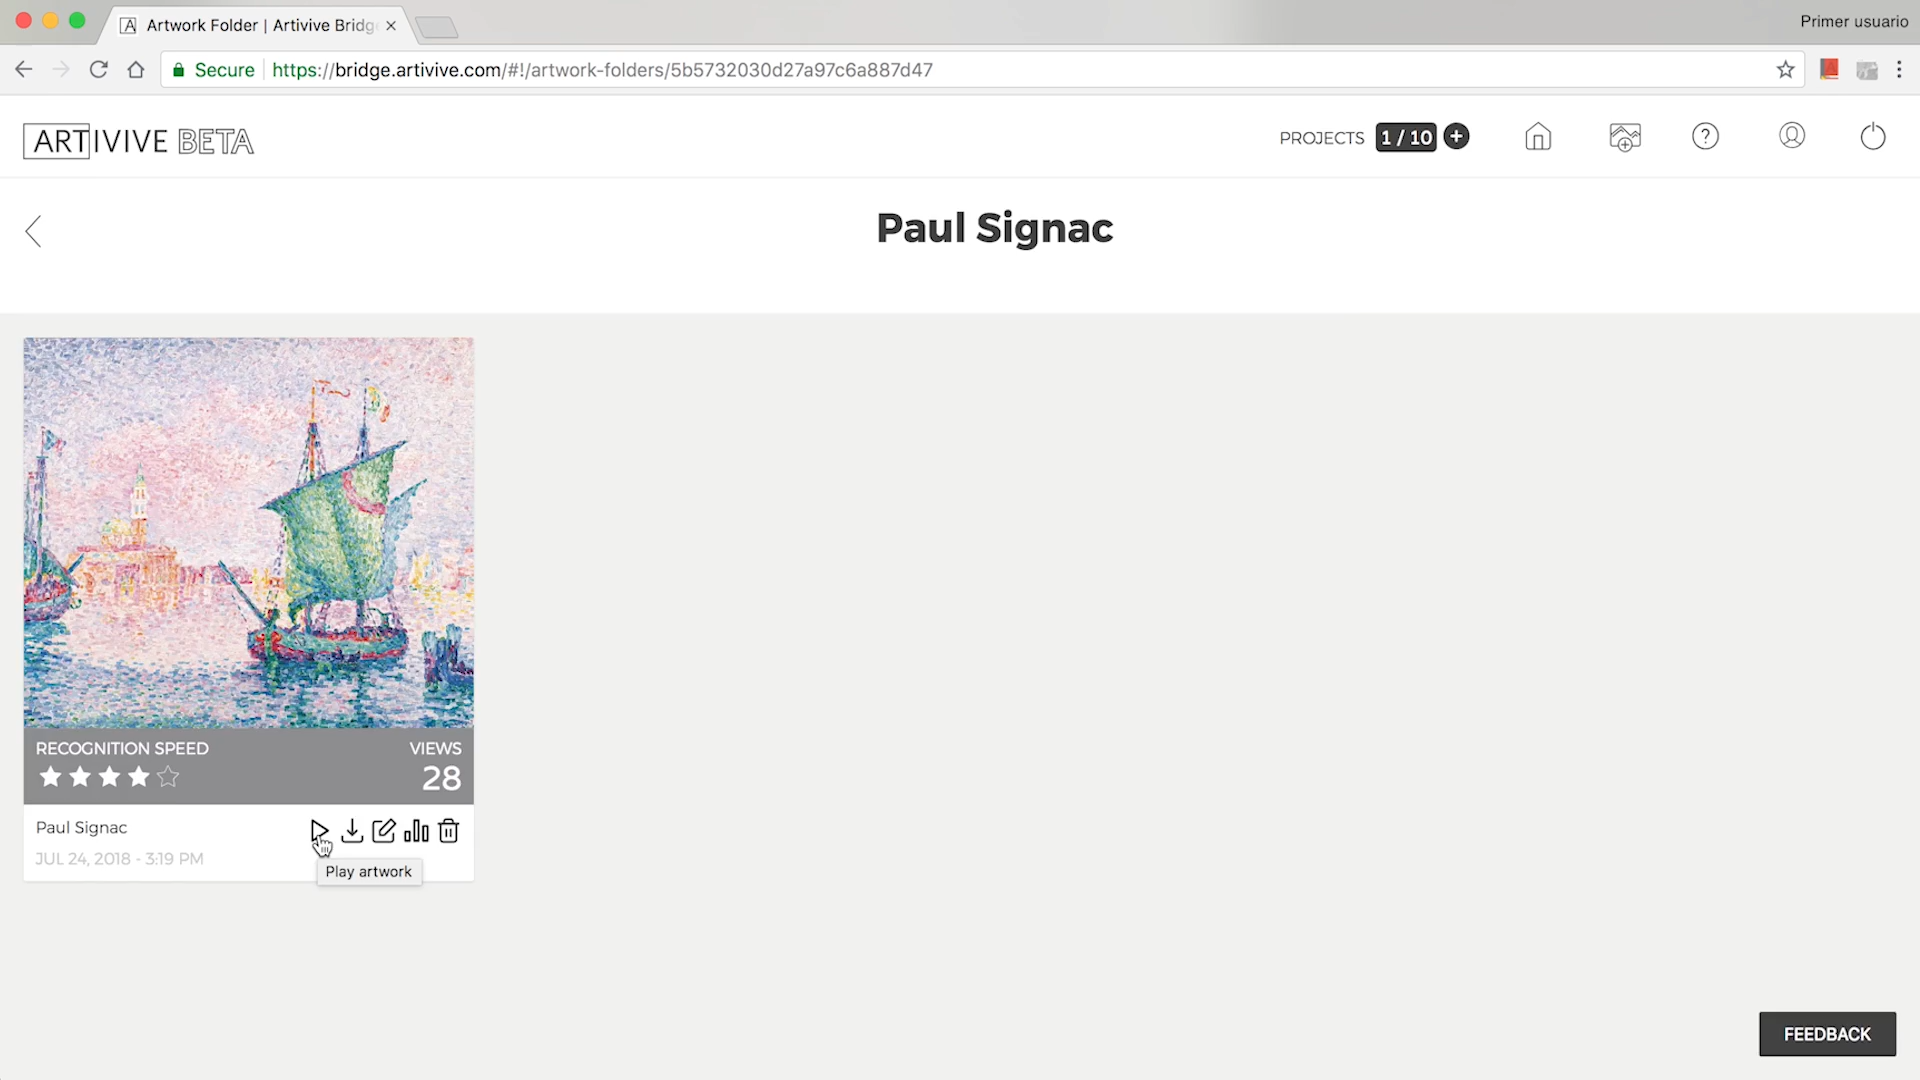 Artwork Folder | Artivive Bridg
Primer usuario
Secure https://bridge.artivive.com/#!/artwork-folders/5b5732030d27a97c6a887d47
ARTIVIVE BETA
PROJECTS 1 / 10 +
Paul Signac
RECOGNITION SPEED
VIEWS
28
Paul Signac
JUL 24, 2018 - 3:19 PM
Play artwork
FEEDBACK